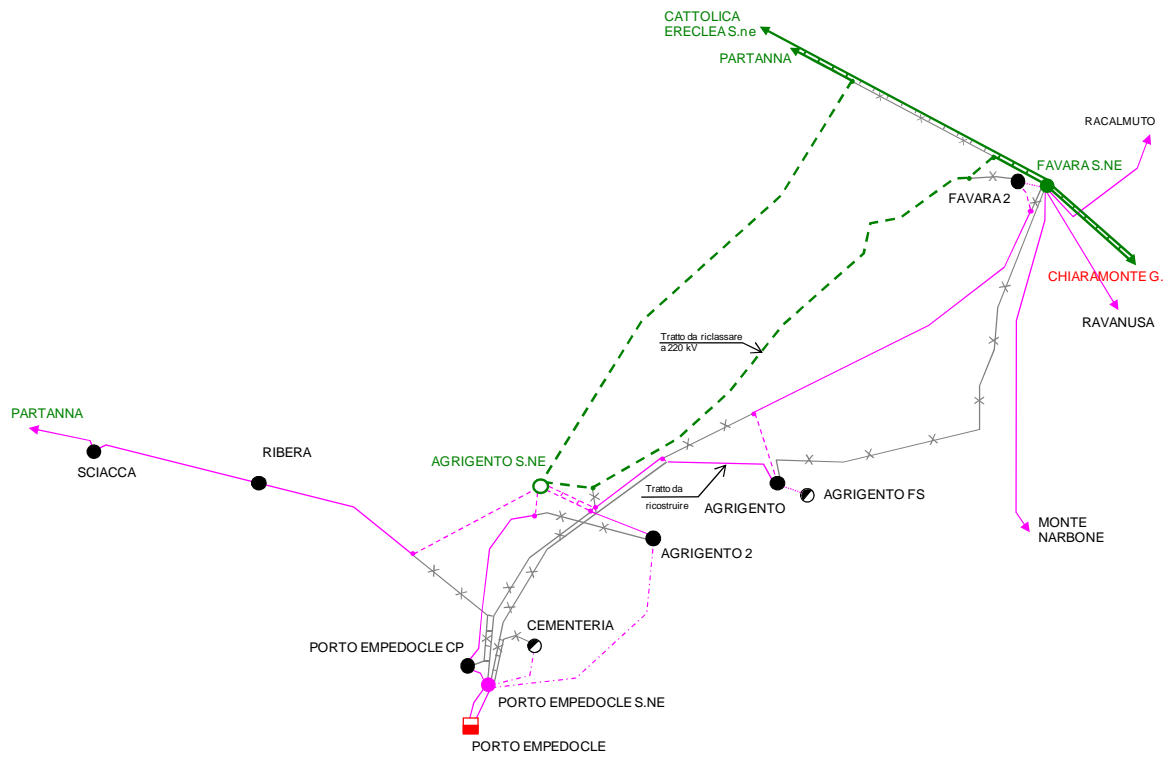 CATTOLICA
ERECLEA S.ne
PARTANNA
RACALMUTO
FAVARA S.NE
FAVARA 2
CHIARAMONTE G.
RAVANUSA
Tratto da riclassare
a 220 kV
PARTANNA
SCIACCA
RIBERA
AGRIGENTO S.NE
Tratto da
ricostruire
AGRIGENTO
AGRIGENTO FS
MONTE
NARBONE
AGRIGENTO 2
CEMENTERIA
PORTO EMPEDOCLE CP
PORTO EMPEDOCLE S.NE
PORTO EMPEDOCLE